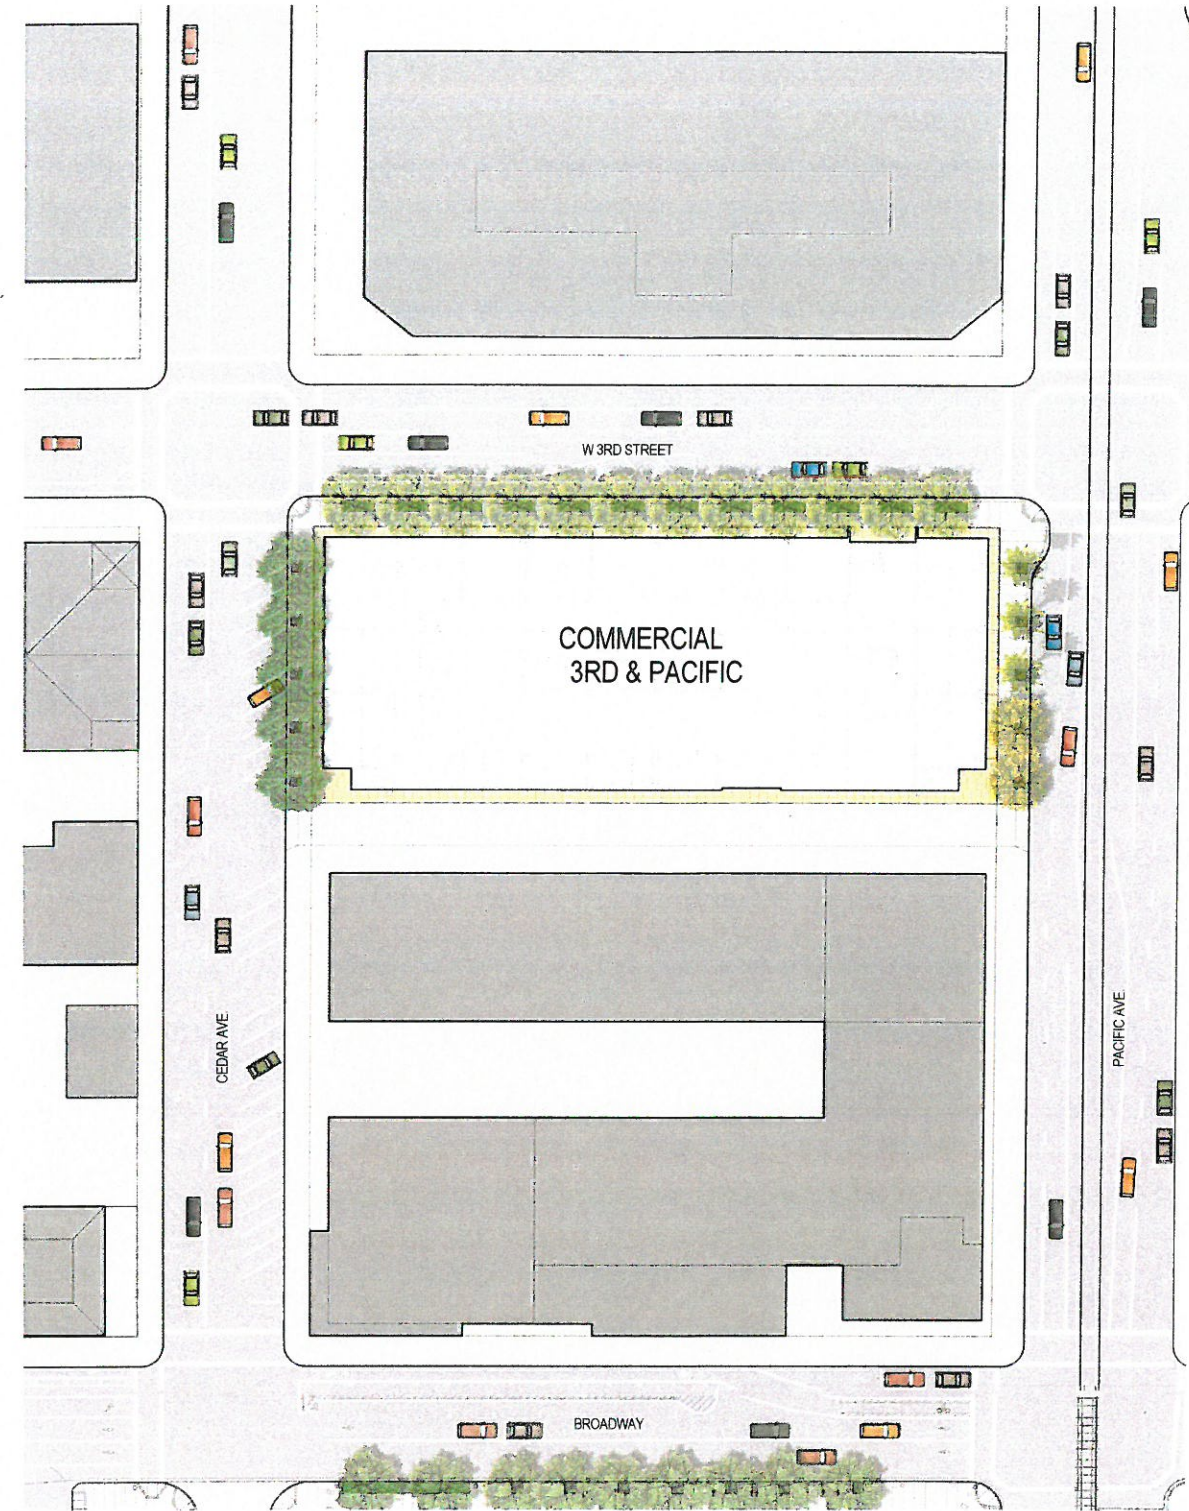 W 3RD STREET
COMMERCIAL
3RD & PACIFIC
CEDAR AVE.
PACIFIC AVE.
BROADWAY